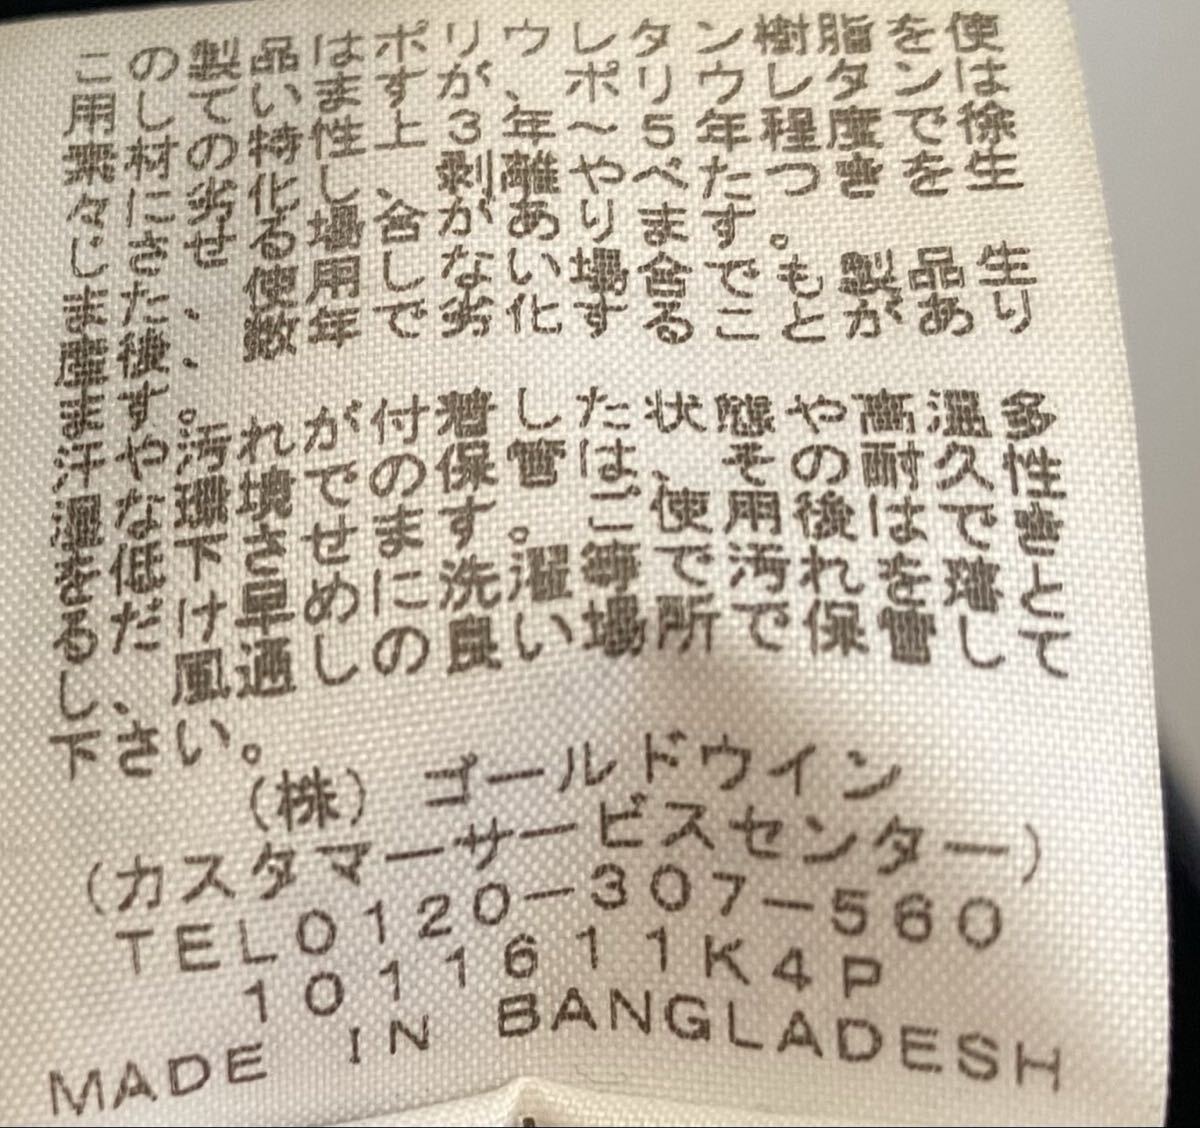 この製品はポリウレタン樹脂を使
用していますが、ポリウレタンは
素材の特性上3年～5年程度で徐
々に劣化し、剥離やべたつきを生
じさせる場合があります。
また、使用しない場合でも製品生
産後、数年で劣化することがあり
ます。
汗や汚れが付着した状態や高温多
湿な環境での保管は、その耐久性
を低下させます。ご使用後はでき
るだけ早めに洗濯等で汚れを落と
し、風通しの良い場所で保管して
下さい。
（株）ゴールドウイン
（カスタマーサービスセンター）
TEL0120-307-560
1011611K4P
MADE IN BANGLADESH